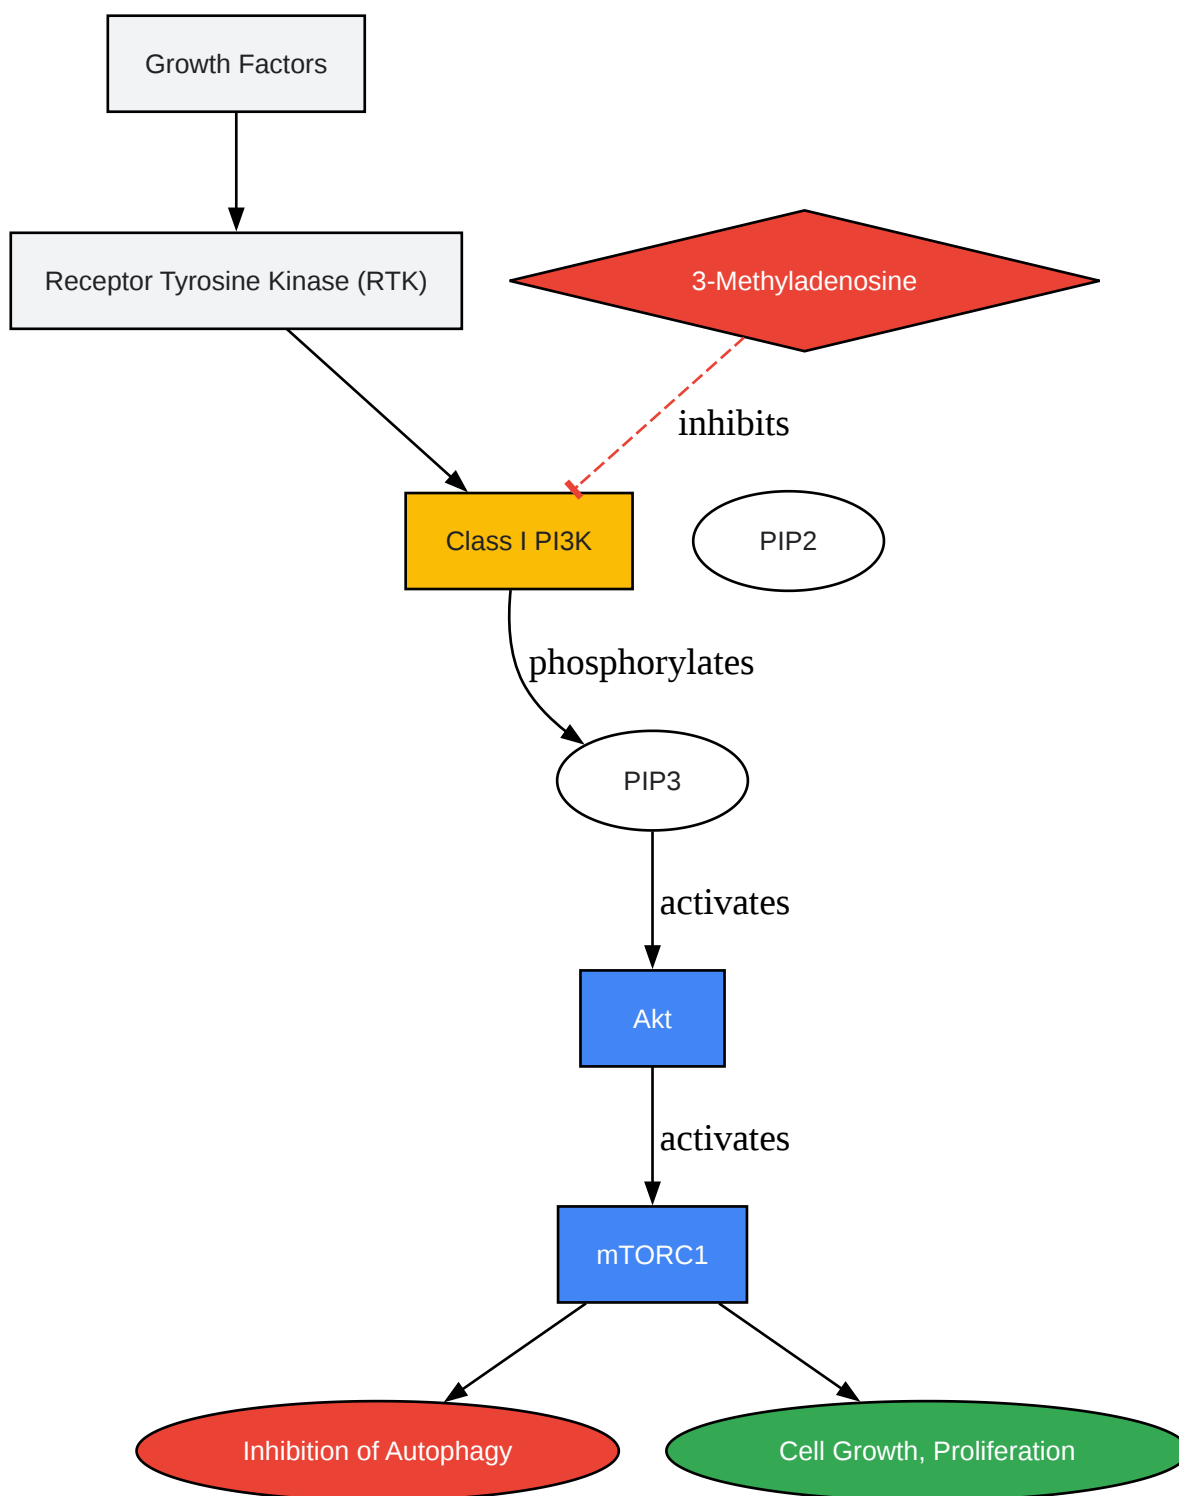 Growth Factors
Receptor Tyrosine Kinase (RTK)
3-Methyladenosine
inhibits
Class I PI3K
PIP2
phosphorylates
PIP3
activates
Akt
activates
mTORC1
Inhibition of Autophagy
Cell Growth, Proliferation